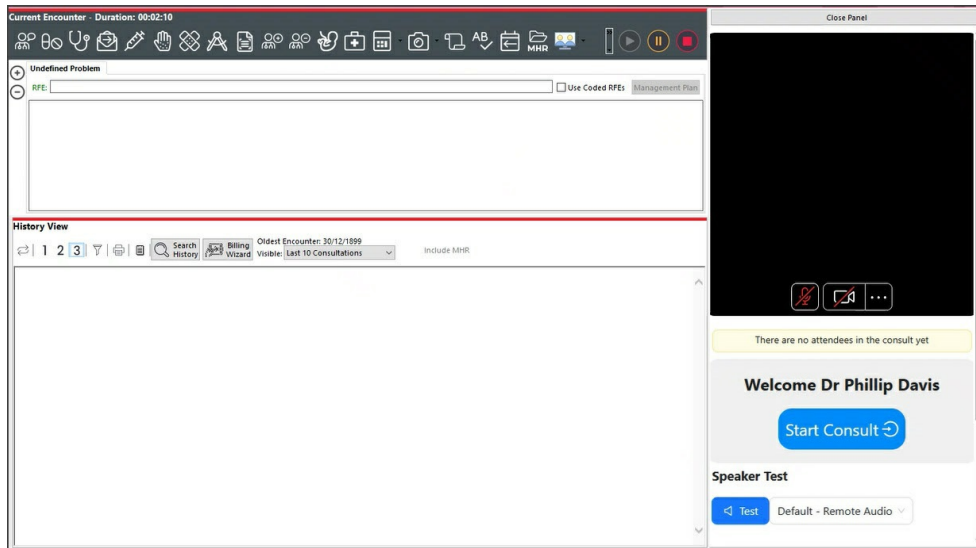 Current Encounter - Duration: 00:02:10
AB
MHR
Undefined Problem
RFE:
Use Coded RFEs
Management Plan
History View
1 2 3
Search History
Billing Wizard
Oldest Encounter: 30/12/1899
Visible: Last 10 Consultations
Include MHR
Close Panel
There are no attendees in the consult yet
Welcome Dr Phillip Davis
Start Consult
Speaker Test
Test
Default - Remote Audio